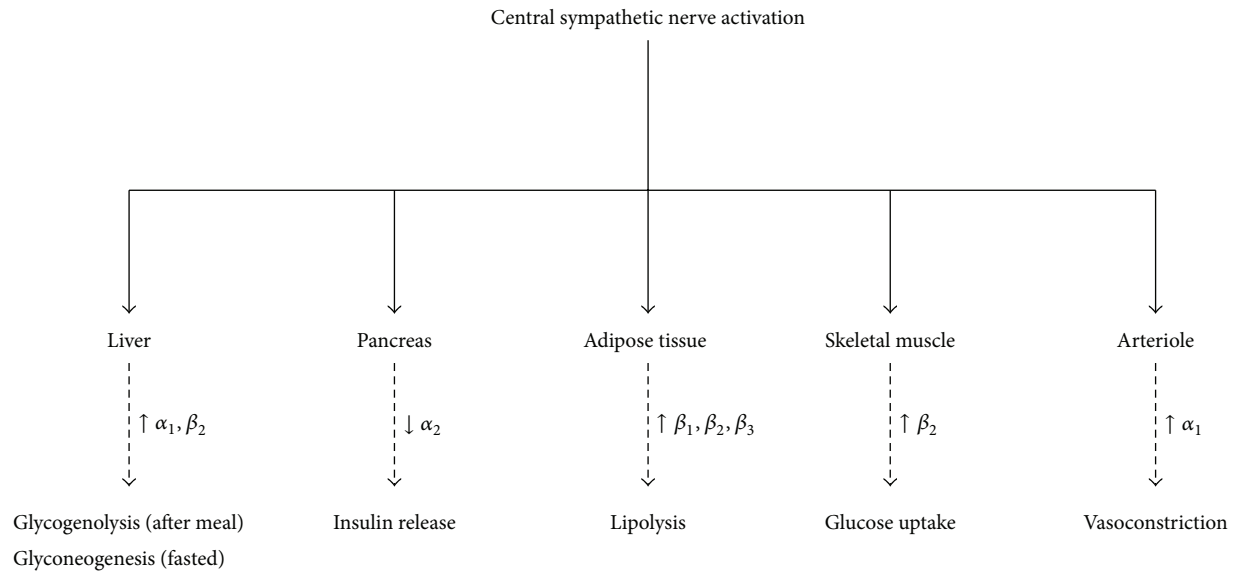 Central sympathetic nerve activation
Liver
Pancreas
Adipose tissue
Skeletal muscle
Arteriole
↑ α₁, β₂
↓ α₂
↑ β₁, β₂, β₃
↑ β₂
↑ α₁
Glycogenolysis (after meal)
Glyconeogenesis (fasted)
Insulin release
Lipolysis
Glucose uptake
Vasoconstriction